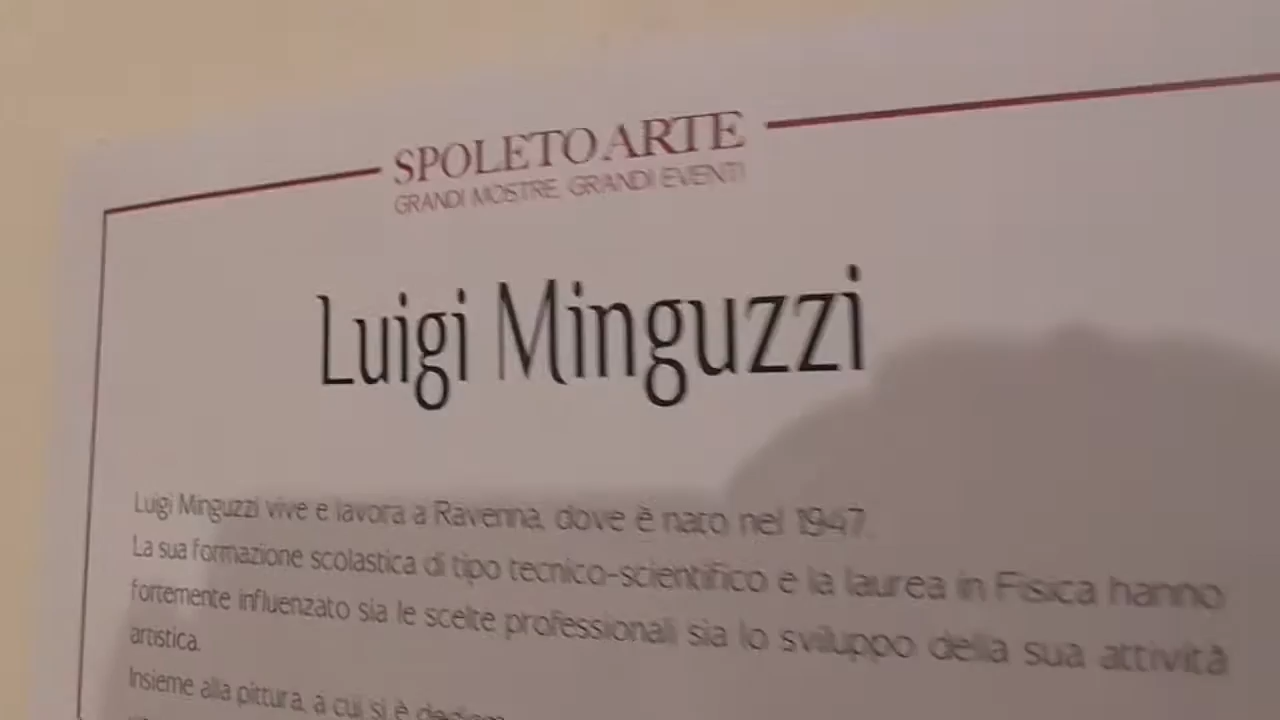 SPOLETO ARTE
GRANDI MOSTRE, GRANDI EVENTI
Luigi Minguzzi
Luigi Minguzzi vive e lavora a Ravenna, dove è nato nel 1947.
La sua formazione scolastica di tipo tecnico-scientifico e la laurea in Fisica hanno
fortemente influenzato sia le scelte professionali sia lo sviluppo della sua attività
artistica.
Insieme alla pittura, a cui si è